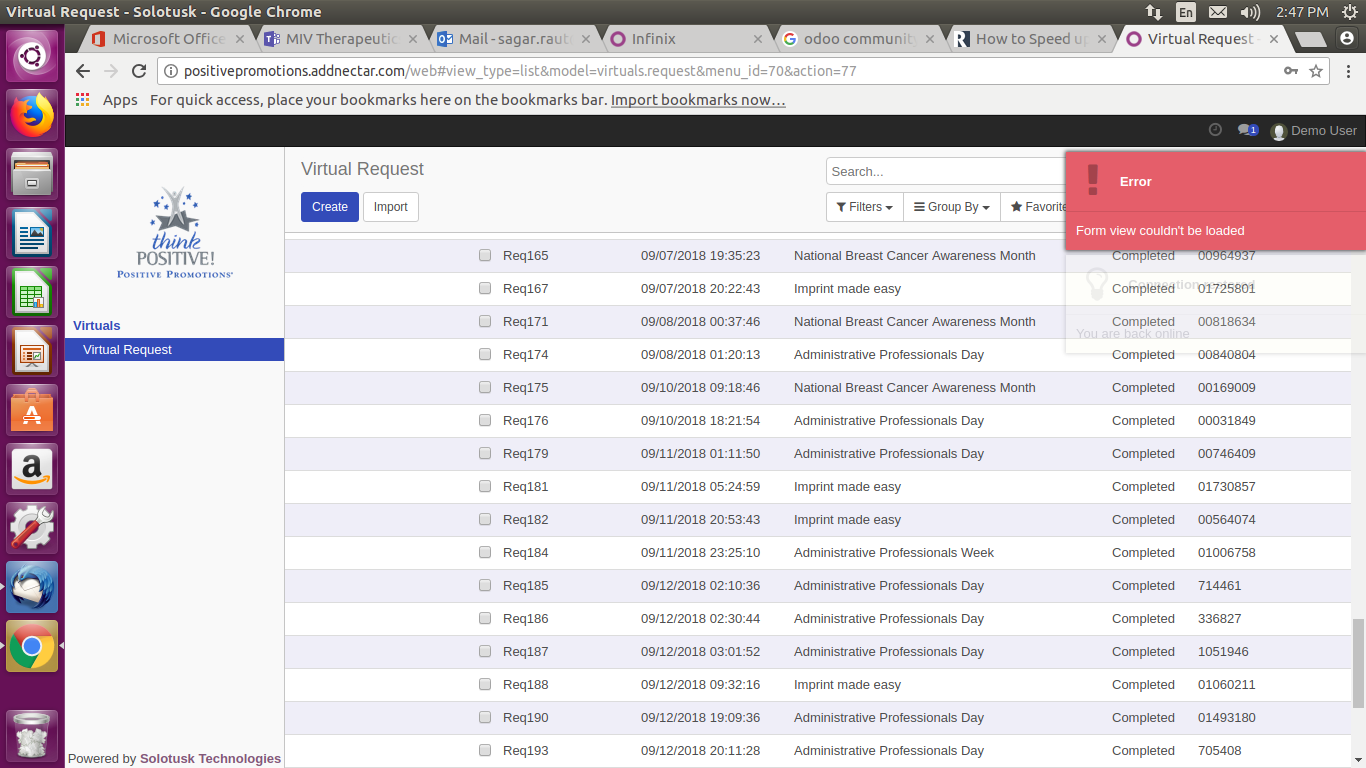 Virtual Request - Solotusk - Google Chrome
En
2:47 PM
Microsoft Office
MIV Therapeutic
Mail - sagar.raut
Infinix
odoo community
How to Speed up
Virtual Request -
positivepromotions.addnectar.com/web#view_type=list&model=virtuals.request&menu_id=70&action=77
Apps For quick access, place your bookmarks here on the bookmarks bar. Import bookmarks now…
1 Demo User
think
POSITIVE!
POSITIVE PROMOTIONS®
Virtuals
Virtual Request
Powered by Solotusk Technologies
Virtual Request
Search...
Create Import
Filters Group By Favorite
Error
Form view couldn't be loaded
You are back online
Req165 09/07/2018 19:35:23 National Breast Cancer Awareness Month Completed 00964937
Req167 09/07/2018 20:22:43 Imprint made easy Completed 01725801
Req171 09/08/2018 00:37:46 National Breast Cancer Awareness Month Completed 00818634
Req174 09/08/2018 01:20:13 Administrative Professionals Day Completed 00840804
Req175 09/10/2018 09:18:46 National Breast Cancer Awareness Month Completed 00169009
Req176 09/10/2018 18:21:54 Administrative Professionals Day Completed 00031849
Req179 09/11/2018 01:11:50 Administrative Professionals Day Completed 00746409
Req181 09/11/2018 05:24:59 Imprint made easy Completed 01730857
Req182 09/11/2018 20:53:43 Imprint made easy Completed 00564074
Req184 09/11/2018 23:25:10 Administrative Professionals Week Completed 01006758
Req185 09/12/2018 02:10:36 Administrative Professionals Day Completed 714461
Req186 09/12/2018 02:30:44 Administrative Professionals Day Completed 336827
Req187 09/12/2018 03:01:52 Administrative Professionals Day Completed 1051946
Req188 09/12/2018 09:32:16 Imprint made easy Completed 01060211
Req190 09/12/2018 19:09:36 Administrative Professionals Day Completed 01493180
Req193 09/12/2018 20:11:28 Administrative Professionals Day Completed 705408